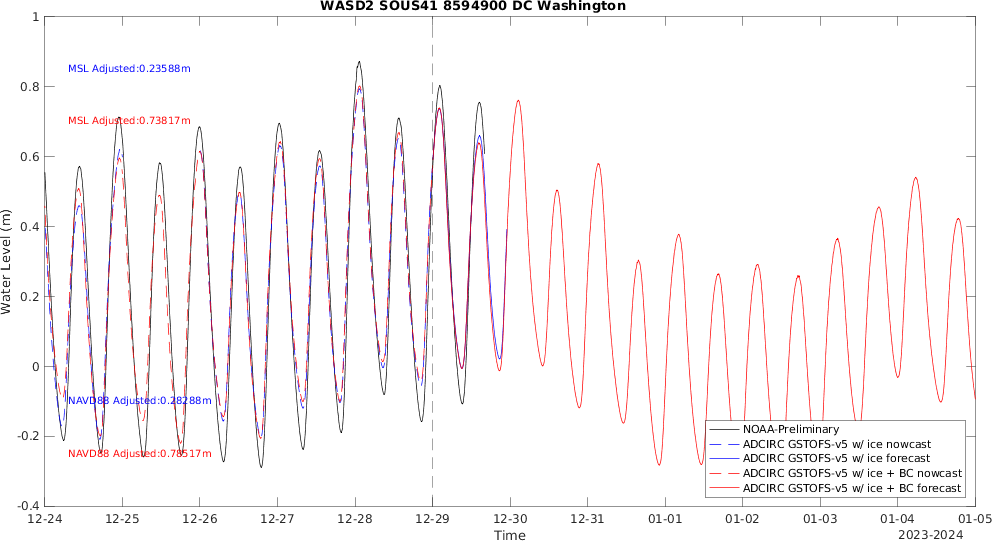 WASD2 SOUS41 8594900 DC Washington
1
0.8
0.6
0.4
0.2
0
-0.2
-0.4
Water Level (m)
MSL Adjusted:0.23588m
MSL Adjusted:0.73817m
NAVD88 Adjusted:0.28288m
NAVD88 Adjusted:0.78517m
NOAA-Preliminary
ADCIRC GSTOFS-v5 w/ ice nowcast
ADCIRC GSTOFS-v5 w/ ice forecast
ADCIRC GSTOFS-v5 w/ ice + BC nowcast
ADCIRC GSTOFS-v5 w/ ice + BC forecast
12-24 12-25 12-26 12-27 12-28 12-29 12-30 12-31 01-01 01-02 01-03 01-04 01-05
Time
2023-2024